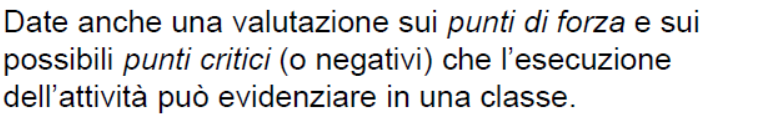 Date anche una valutazione sui punti di forza e sui
possibili punti critici (o negativi) che l'esecuzione
dell'attività può evidenziare in una classe.